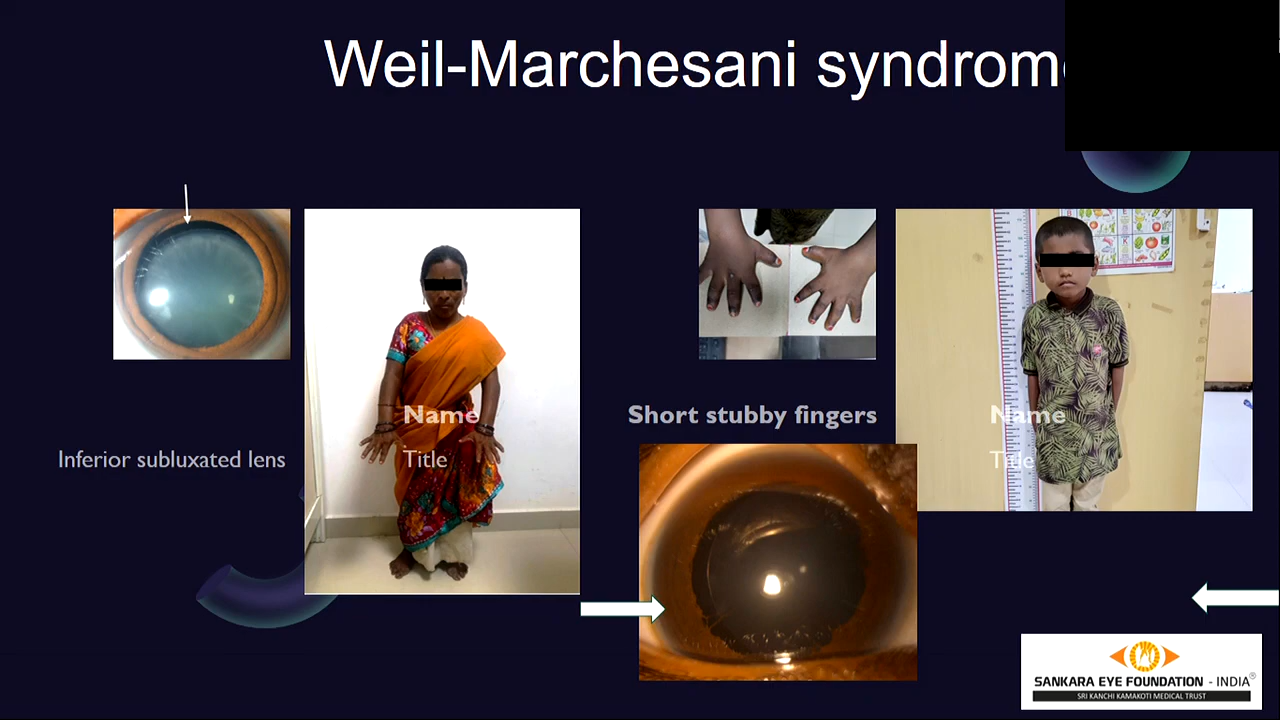 Weil-Marchesani syndrome
Name
Short stubby fingers
Name
Inferior subluxated lens
Title
Title
SANKARA EYE FOUNDATION - INDIA®
SRI KANCHI KAMAKOTI MEDICAL TRUST